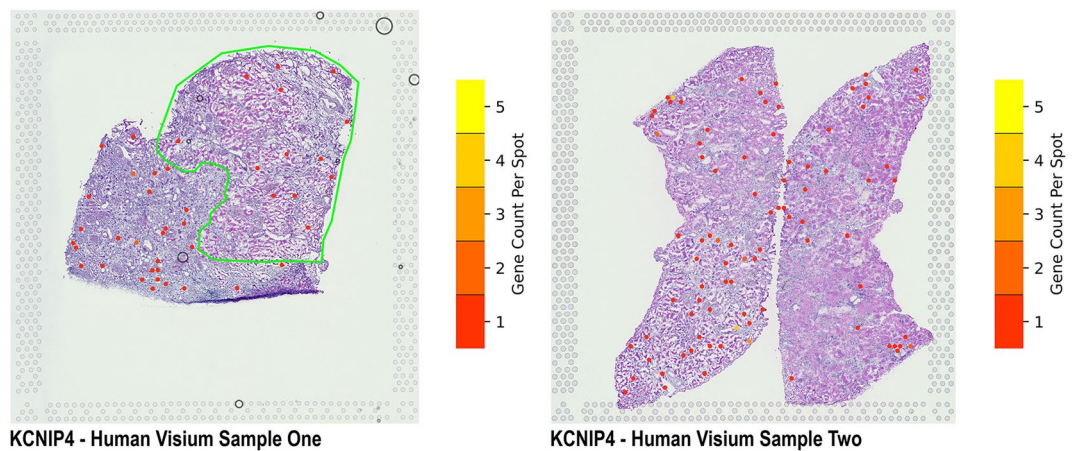 5
4
3
2
1
Gene Count Per Spot
5
4
3
2
1
Gene Count Per Spot
KCNIP4 - Human Visium Sample One
KCNIP4 - Human Visium Sample Two